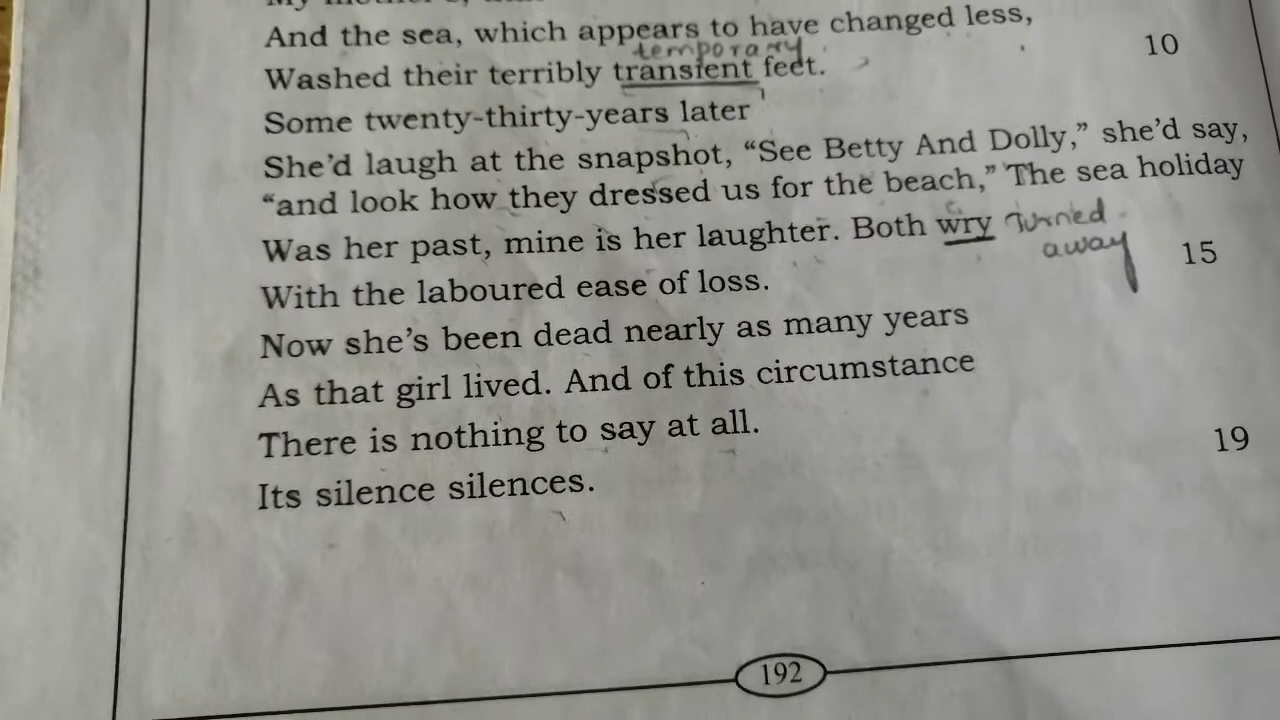 My mother's, that
And the sea, which appears to have changed less,
temporary
Washed their terribly transient feet.
10
Some twenty-thirty-years later
She'd laugh at the snapshot, "See Betty And Dolly," she'd say,
"and look how they dressed us for the beach," The sea holiday
Was her past, mine is her laughter. Both wry Turned
away
15
With the laboured ease of loss.
Now she's been dead nearly as many years
As that girl lived. And of this circumstance
There is nothing to say at all.
19
Its silence silences.
192